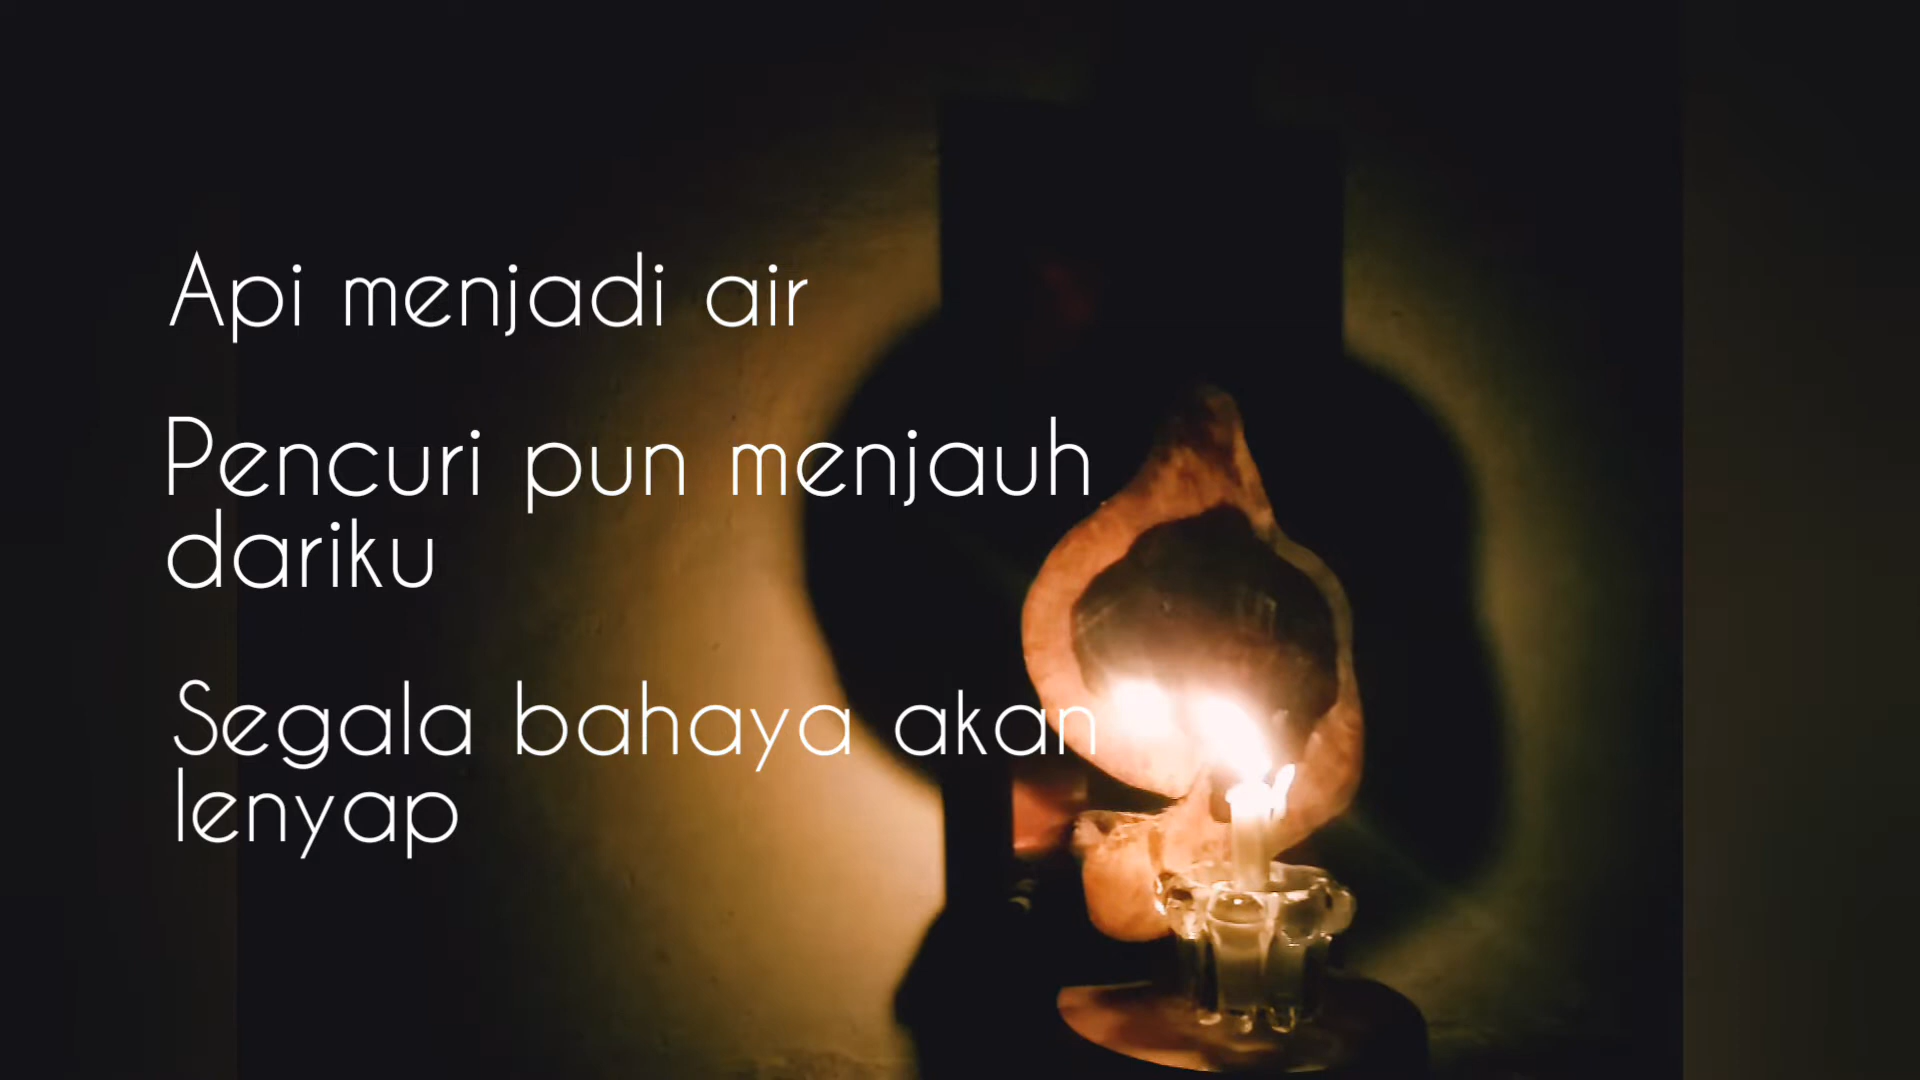 Api menjadi air
Pencuri pun menjauh
dariku
Segala bahaya akan
lenyap